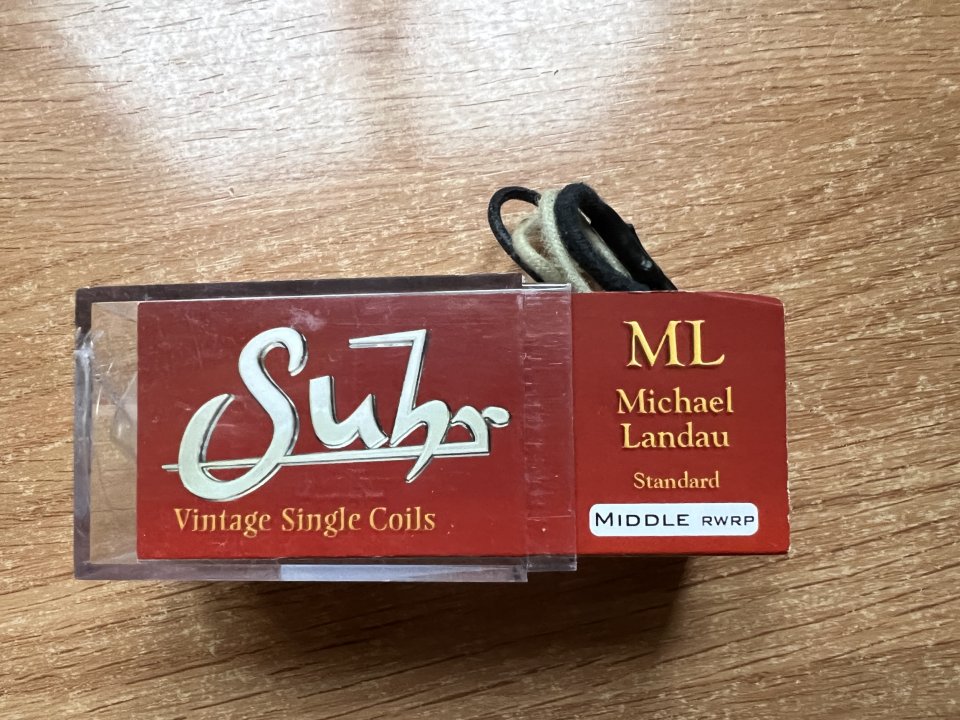 Suhr
Vintage Single Coils
ML
Michael
Landau
Standard
MIDDLE RWRP